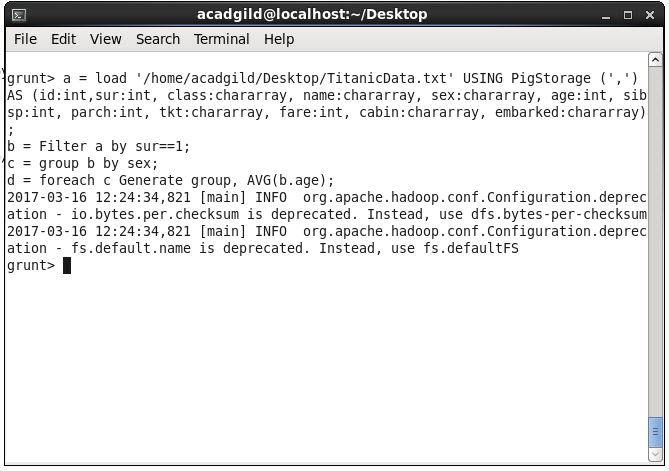 acadgild@localhost:~/Desktop
File Edit View Search Terminal Help
grunt> a = load '/home/acadgild/Desktop/TitanicData.txt' USING PigStorage (',')
AS (id:int,sur:int, class:chararray, name:chararray, sex:chararray, age:int, sib
sp:int, parch:int, tkt:chararray, fare:int, cabin:chararray, embarked:chararray)
;
b = Filter a by sur==1;
c = group b by sex;
d = foreach c Generate group, AVG(b.age);
2017-03-16 12:24:34,821 [main] INFO  org.apache.hadoop.conf.Configuration.deprec
ation - io.bytes.per.checksum is deprecated. Instead, use dfs.bytes-per-checksum
2017-03-16 12:24:34,821 [main] INFO  org.apache.hadoop.conf.Configuration.deprec
ation - fs.default.name is deprecated. Instead, use fs.defaultFS
grunt>